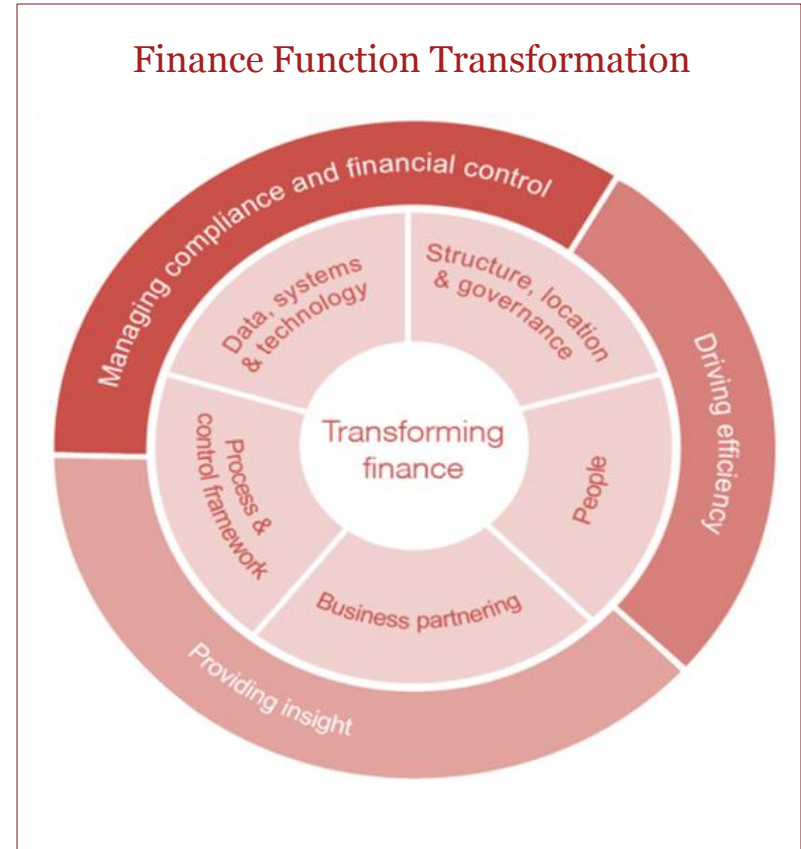 Finance Function Transformation
Managing compliance and financial control
Driving efficiency
Providing insight
Data, systems
& technology
Structure, location
& governance
People
Business partnering
Process &
control framework
Transforming
finance